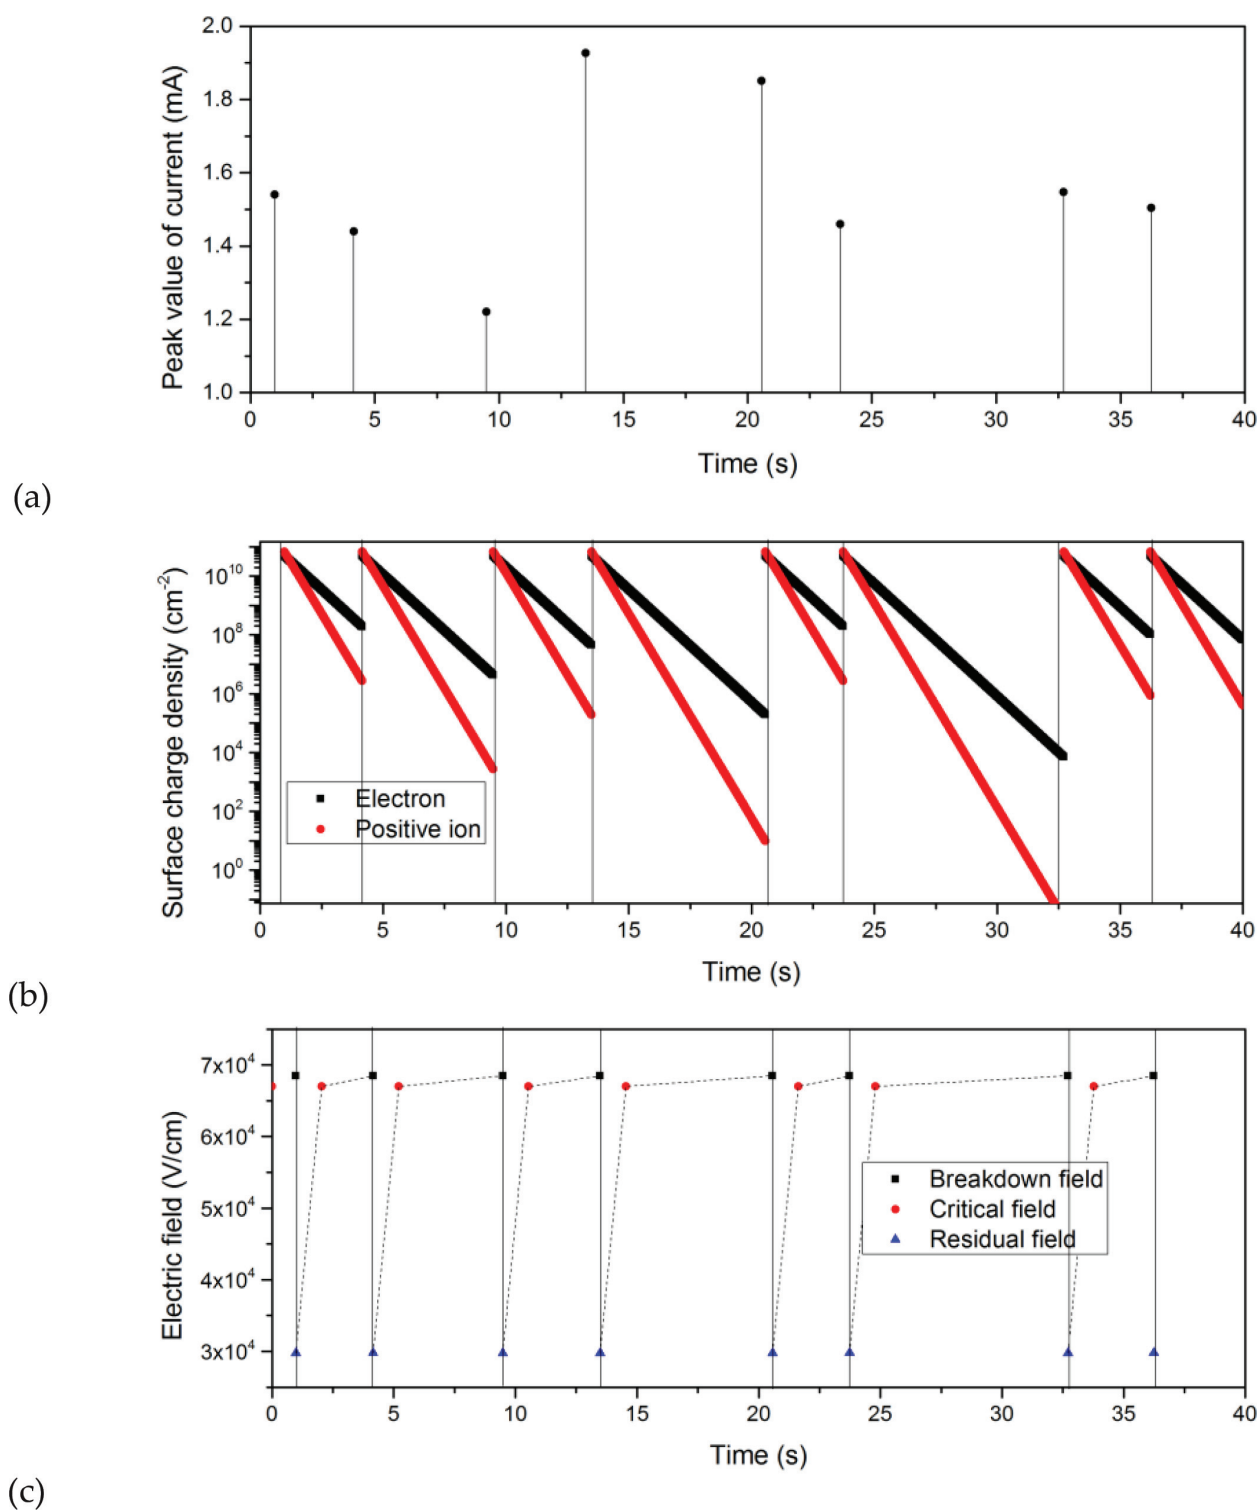 2.0
1.8
1.6
1.4
1.2
1.0
Peak value of current (mA)
0 5 10 15 20 25 30 35 40
Time (s)
(a)
10^10
10^8
10^6
10^4
10^2
10^0
Surface charge density (cm^-2)
Electron
Positive ion
0 5 10 15 20 25 30 35 40
Time (s)
(b)
7x10^4
6x10^4
5x10^4
4x10^4
3x10^4
Electric field (V/cm)
Breakdown field
Critical field
Residual field
0 5 10 15 20 25 30 35 40
Time (s)
(c)